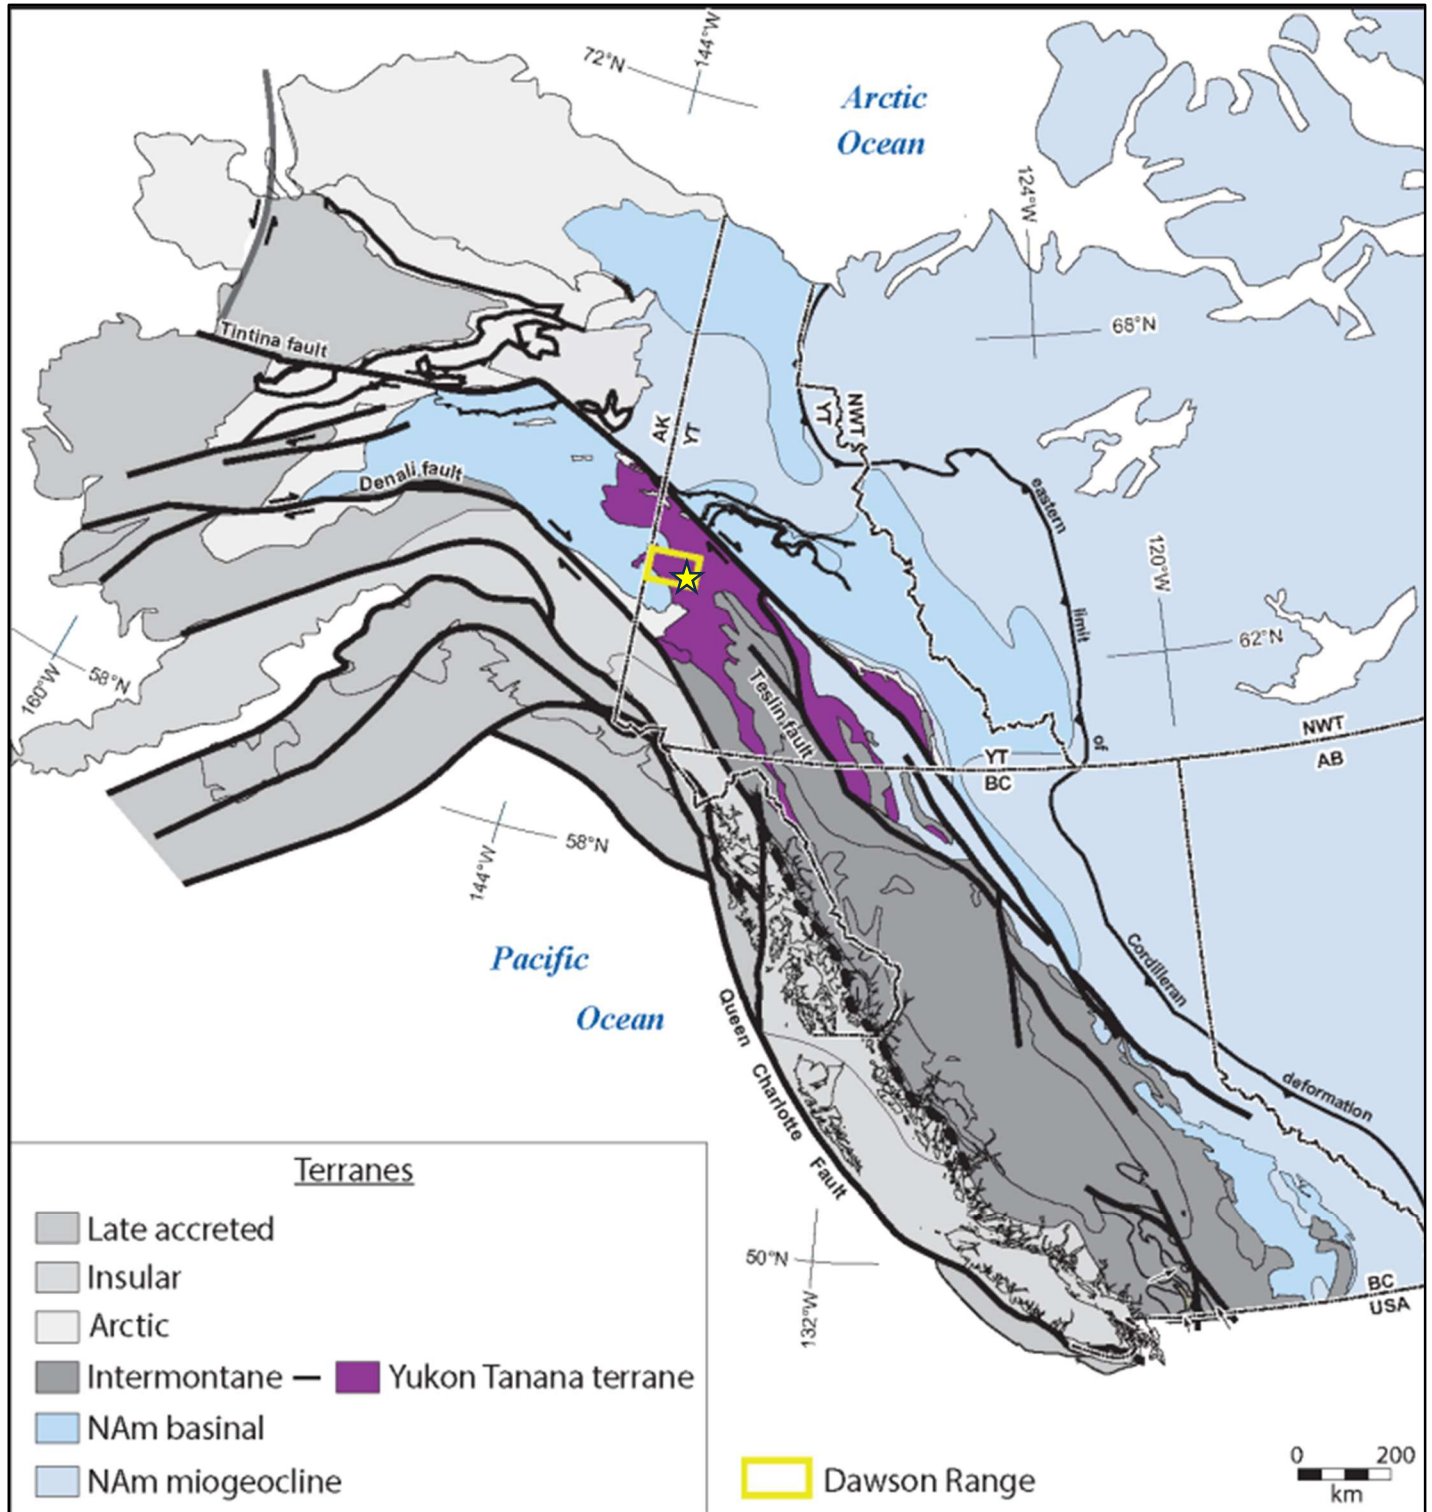 72°N
144°W
Arctic
Ocean
124°W
68°N
Tintina fault
AK
YT
YT
NWT
Denali fault
eastern
limit
of
120°W
62°N
160°W
58°N
Teslin fault
NWT
AB
YT
BC
144°W
58°N
Pacific
Ocean
Cordilleran
deformation
Queen Charlotte Fault
50°N
132°W
BC
USA
Terranes
Late accreted
Insular
Arctic
Intermontane — Yukon Tanana terrane
NAm basinal
NAm miogeocline
Dawson Range
0 200
km